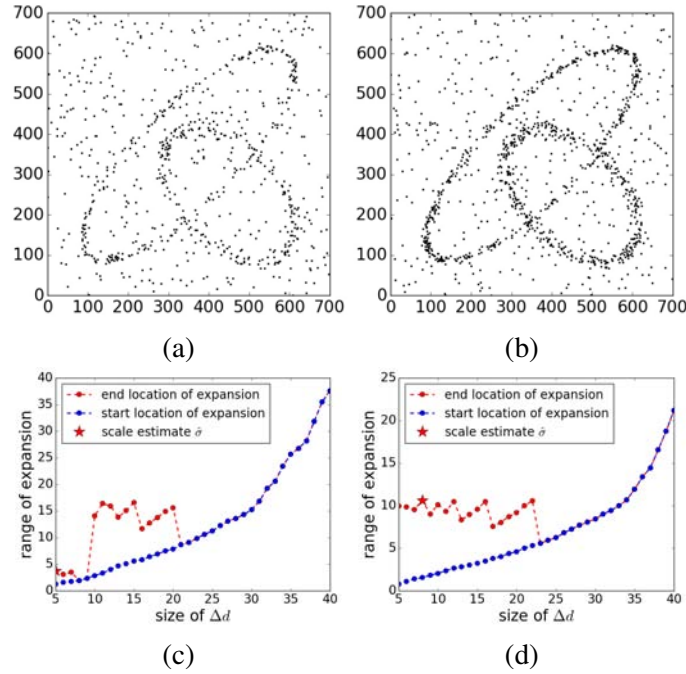 700
600
500
400
300
200
100
0
0 100 200 300 400 500 600 700
(a)
700
600
500
400
300
200
100
0
0 100 200 300 400 500 600 700
(b)
range of expansion
40
35
30
25
20
15
10
5
0
end location of expansion
start location of expansion
scale estimate σ̂
5 10 15 20 25 30 35 40
size of Δd
(c)
range of expansion
25
20
15
10
5
0
end location of expansion
start location of expansion
scale estimate σ̂
5 10 15 20 25 30 35 40
size of Δd
(d)